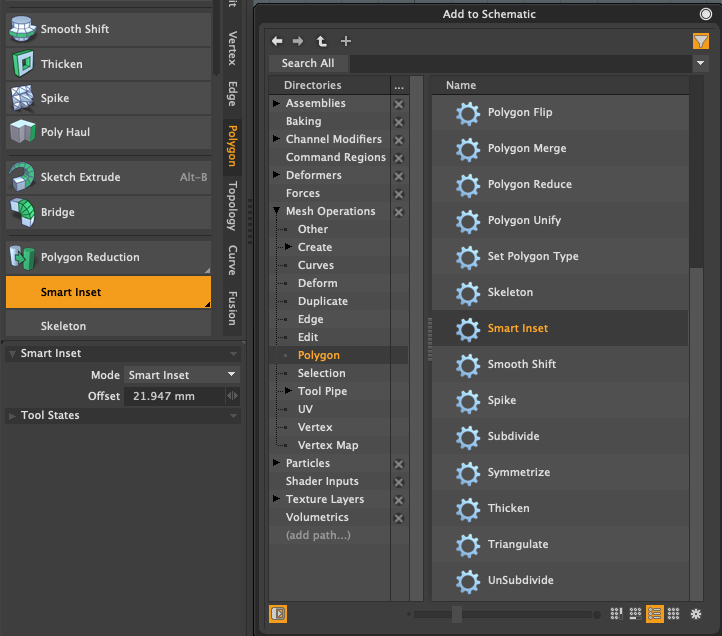 Smooth Shift
Thicken
Spike
Poly Haul
Sketch Extrude Alt-B
Bridge
Polygon Reduction
Smart Inset
Skeleton
Vertex
Edge
Polygon
Topology
Curve
Fusion
Smart Inset
Mode Smart Inset
Offset 21.947 mm
Tool States
Add to Schematic
Search All
Directories ...
Assemblies
Baking
Channel Modifiers
Command Regions
Deformers
Forces
Mesh Operations
Other
Create
Curves
Deform
Duplicate
Edge
Edit
Polygon
Selection
Tool Pipe
UV
Vertex
Vertex Map
Particles
Shader Inputs
Texture Layers
Volumetrics
(add path...)
Name
Polygon Flip
Polygon Merge
Polygon Reduce
Polygon Unify
Set Polygon Type
Skeleton
Smart Inset
Smooth Shift
Spike
Subdivide
Symmetrize
Thicken
Triangulate
UnSubdivide